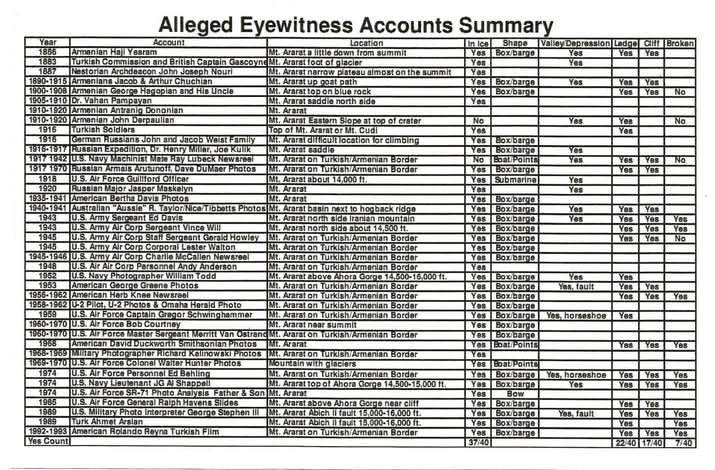 Alleged Eyewitness Accounts Summary
Year Account Location In Ice Shape Valley/Depression Ledge Cliff Broken
1856 Armenian Haji Yearam Mt. Ararat a little down from summit Yes Box/barge Yes Yes Yes
1883 Turkish Commission and British Captain Gascoyne Mt. Ararat foot of glacier Yes Yes
1887 Nestorian Archdeacon John Joseph Nouri Mt. Ararat narrow plateau almost on the summit Yes
1890-1915 Armenians Jacob & Arthur Chuchian Mt. Ararat up goat path Yes Box/barge Yes Yes Yes
1900-1908 Armenian George Hagopian and His Uncle Mt. Ararat top on blue rock Yes Box/barge Yes Yes No
1905-1910 Dr. Vahan Pampayan Mt. Ararat saddle north side Yes
1910-1920 Armenian Antranig Dononian Mt. Ararat
1910-1920 Armenian John Derpaulian Mt. Ararat Eastern Slope at top of crater No Yes Yes No
1916 Turkish Soldiers Top of Mt. Ararat or Mt. Cudi Yes Yes
1916 German Russians John and Jacob Weist Family Mt. Ararat difficult location for climbing Yes Box/barge
1916-1917 Russian Expedition, Dr. Henry Miller, Joe Kulik Mt. Ararat saddle Yes Box/barge Yes
1917 1942 U.S. Navy Machinist Mate Ray Lubeck Newsreel Mt. Ararat on Turkish/Armenian Border No Boat/Points Yes Yes No
1917 1970 Russian Armais Arutunoff, Dave DuMaer Photos Mt. Ararat on Turkish/Armenian Border Yes Box/barge Yes Yes
1918 U.S. Air Force Guilford Officer Mt. Ararat about 14,000 ft. Yes Submarine Yes
1920 Russian Major Jasper Maskelyn Mt. Ararat Yes Yes
1935-1941 American Bertha Davis Photos Mt. Ararat Yes Box/barge
1940-1941 Australian "Aussie" R. Taylor/Nice/Tibbetts Photos Mt. Ararat basin next to hogback ridge Yes Box/barge Yes Yes Yes
1943 U.S. Army Sergeant Ed Davis Mt. Ararat north side Iranian mountain Yes Box/barge Yes Yes Yes Yes
1943 U.S. Army Air Corp Sergeant Vince Will Mt. Ararat north side about 14,500 ft. Yes Box/barge Yes Yes Yes
1945 U.S. Army Air Corp Staff Sergeant Gerald Howley Mt. Ararat on Turkish/Armenian Border Yes Box/barge Yes Yes No
1945 U.S. Army Air Corp Corporal Lester Walton Mt. Ararat on Turkish/Armenian Border Yes Box/barge
1945-1946 U.S. Army Air Corp Charlie McCallen Newsreel Mt. Ararat on Turkish/Armenian Border Yes Box/barge
1948 U.S. Air Air Corp Personnel Andy Anderson Mt. Ararat on Turkish/Armenian Border Yes
1952 U.S. Navy Photographer William Todd Mt. Ararat above Ahora Gorge 14,500-15,000 ft. Yes Box/barge Yes Yes
1953 American George Greene Photos Mt. Ararat on Turkish/Armenian Border Yes Box/barge Yes, fault Yes Yes
1955-1962 American Herb Knee Newsreel Mt. Ararat on Turkish/Armenian Border Yes Box/barge Yes Yes Yes
1958-1962 U-2 Pilot, U-2 Photos & Omaha Herald Photo Mt. Ararat on Turkish/Armenian Border Yes Box/barge
1959 U.S. Air Force Captain Gregor Schwinghammer Mt. Ararat on Turkish/Armenian Border Yes Box/barge Yes, horseshoe Yes
1960-1970 U.S. Air Force Bob Courtney Mt. Ararat near summit Yes Box/barge
1960-1970 U.S. Air Force Master Sergeant Merritt Van Ostrand Mt. Ararat on Turkish/Armenian Border Yes Box/barge
1968 American David Duckworth Smithsonian Photos Mt. Ararat Yes Box/barge Yes Yes Yes
1968-1969 Military Photographer Richard Kalinowski Photos Mt. Ararat on Turkish/Armenian Border Yes
1969-1970 U.S. Air Force Colonel Walter Hunter Photos Mountain with glaciers Yes Boat/Points
1974 U.S. Air Force Personnel Ed Behling Mt. Ararat on Turkish/Armenian Border Yes Box/barge Yes, horseshoe Yes Yes Yes
1974 U.S. Navy Lieutenant JG Al Shappell Mt. Ararat top of Ahora Gorge 14,500-15,000 ft. Yes Box/barge Yes Yes Yes Yes
1974 U.S. Air Force SR-71 Photo Analysis Father & Son Mt. Ararat Yes Bow
1985 U.S. Air Force General Ralph Havens Slides Mt. Ararat above Ahora Gorge near cliff Yes Box/barge Yes Yes
1989 U.S. Military Photo Interpreter George Stephen III Mt. Ararat Abich II fault 15,000-16,000 ft. Yes Box/barge Yes, fault Yes Yes Yes
1989 Turk Ahmet Arslan Mt. Ararat Abich II fault 15,000-16,000 ft. Yes Box/barge Yes Yes
1992-1993 American Rolando Reyna Turkish Film Mt. Ararat on Turkish/Armenian Border Yes Box/barge Yes Yes Yes
Yes Count 37/40 22/40 17/40 7/40